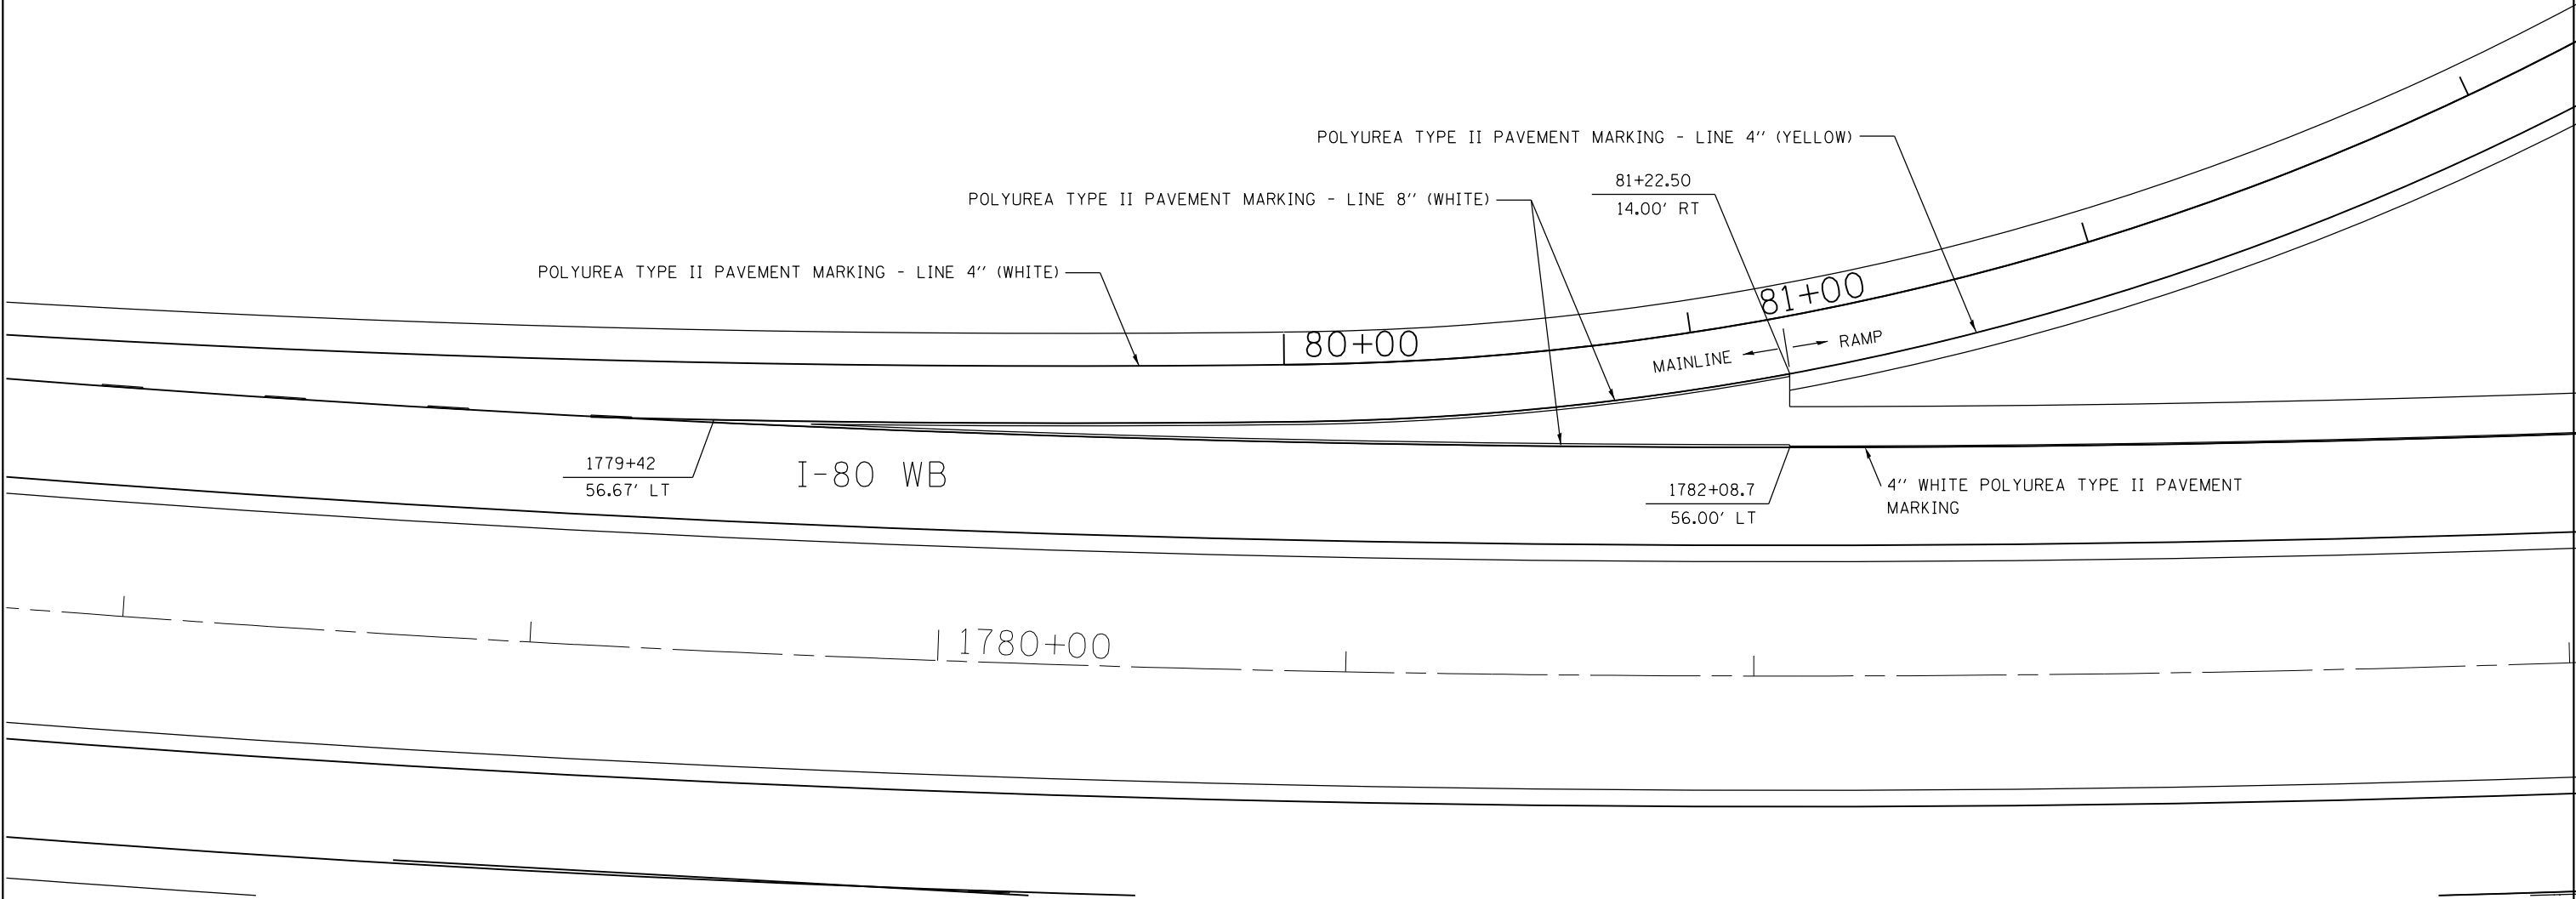 POLYUREA TYPE II PAVEMENT MARKING - LINE 4'' (YELLOW)
81+22.50
14.00' RT
POLYUREA TYPE II PAVEMENT MARKING - LINE 8'' (WHITE)
POLYUREA TYPE II PAVEMENT MARKING - LINE 4'' (WHITE)
81+00
80+00
MAINLINE
RAMP
1779+42
56.67' LT
I-80 WB
1782+08.7
56.00' LT
4'' WHITE POLYUREA TYPE II PAVEMENT
MARKING
1780+00